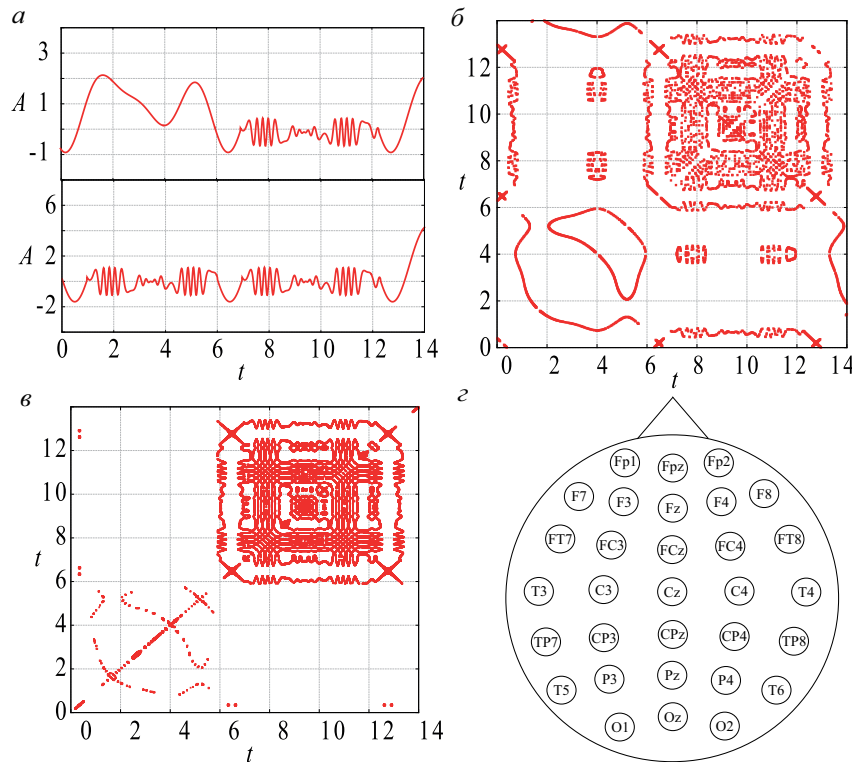 а
3
A 1
-1
6
A 2
-2
0 2 4 6 8 10 12 14
t
б
12
10
8
t
6
4
2
0
0 2 4 6 8 10 12 14
t
в
12
10
8
t
6
4
2
0
0 2 4 6 8 10 12 14
t
г
Fp1 Fpz Fp2
F7 F3 Fz F4 F8
FT7 FC3 FCz FC4 FT8
T3 C3 Cz C4 T4
TP7 CP3 CPz CP4 TP8
T5 P3 Pz P4 T6
O1 Oz O2